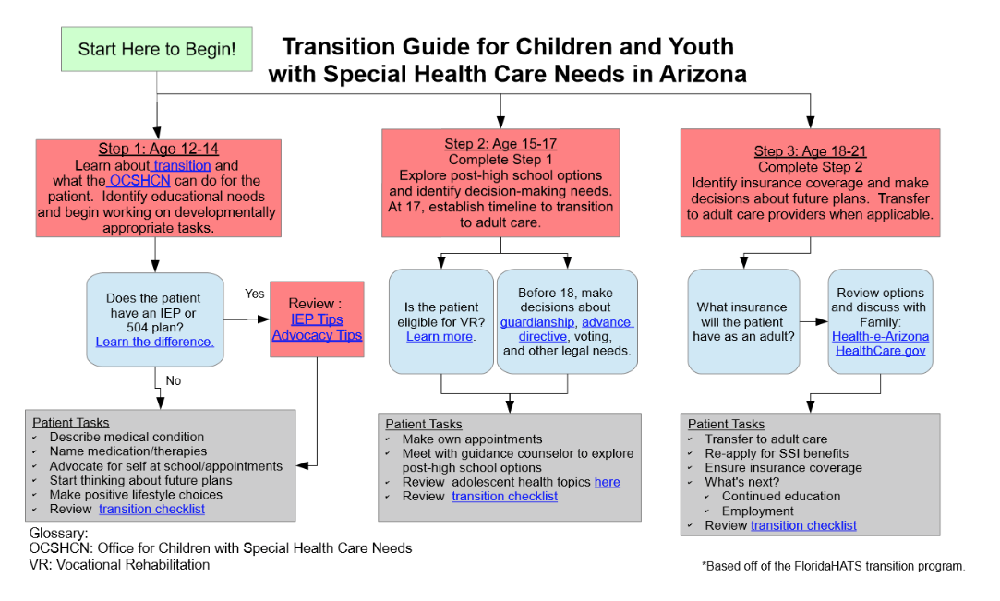 Start Here to Begin!
Transition Guide for Children and Youth
with Special Health Care Needs in Arizona
Step 1: Age 12-14
Learn about transition and
what the OCSHCN can do for the
patient.  Identify educational needs
and begin working on developmentally
appropriate tasks.
Does the patient
have an IEP or
504 plan?
Learn the difference.
Yes
Review :
IEP Tips
Advocacy Tips
No
Patient Tasks
✓ Describe medical condition
✓ Name medication/therapies
✓ Advocate for self at school/appointments
✓ Start thinking about future plans
✓ Make positive lifestyle choices
✓ Review  transition checklist
Step 2: Age 15-17
Complete Step 1
Explore post-high school options
and identify decision-making needs.
At 17, establish timeline to transition
to adult care.
Is the patient
eligible for VR?
Learn more.
Before 18, make
decisions about
guardianship, advance
directive, voting,
and other legal needs.
Patient Tasks
✓ Make own appointments
✓ Meet with guidance counselor to explore
post-high school options
✓ Review  adolescent health topics here
✓ Review  transition checklist
Step 3: Age 18-21
Complete Step 2
Identify insurance coverage and make
decisions about future plans.  Transfer
to adult care providers when applicable.
What insurance
will the patient
have as an adult?
Review options
and discuss with
Family:
Health-e-Arizona
HealthCare.gov
Patient Tasks
✓ Transfer to adult care
✓ Re-apply for SSI benefits
✓ Ensure insurance coverage
✓ What's next?
✓ Continued education
✓ Employment
✓ Review transition checklist
Glossary:
OCSHCN: Office for Children with Special Health Care Needs
VR: Vocational Rehabilitation
*Based off of the FloridaHATS transition program.